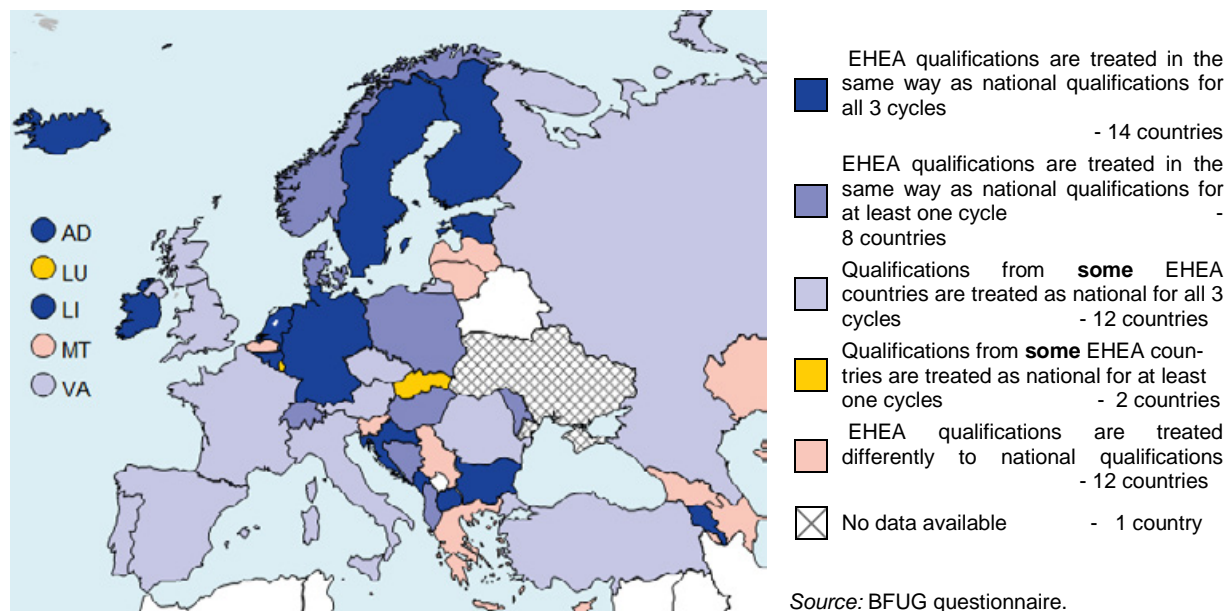 AD
LU
LI
MT
VA
EHEA qualifications are treated in the
same way as national qualifications for
all 3 cycles
- 14 countries
EHEA qualifications are treated in the
same way as national qualifications for
at least one cycle -
8 countries
Qualifications from some EHEA
countries are treated as national for all 3
cycles - 12 countries
Qualifications from some EHEA coun-
tries are treated as national for at least
one cycles - 2 countries
EHEA qualifications are treated
differently to national qualifications
- 12 countries
No data available - 1 country
Source: BFUG questionnaire.